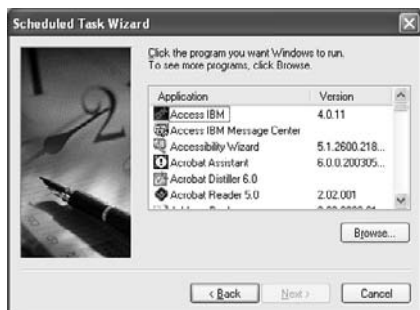 Scheduled Task Wizard
Click the program you want Windows to run.
To see more programs, click Browse.
Application Version
Access IBM 4.0.11
Access IBM Message Center
Accessibility Wizard 5.1.2600.218...
Acrobat Assistant 6.0.0.200305...
Acrobat Distiller 6.0
Acrobat Reader 5.0 2.02.001
Browse...
< Back Next > Cancel